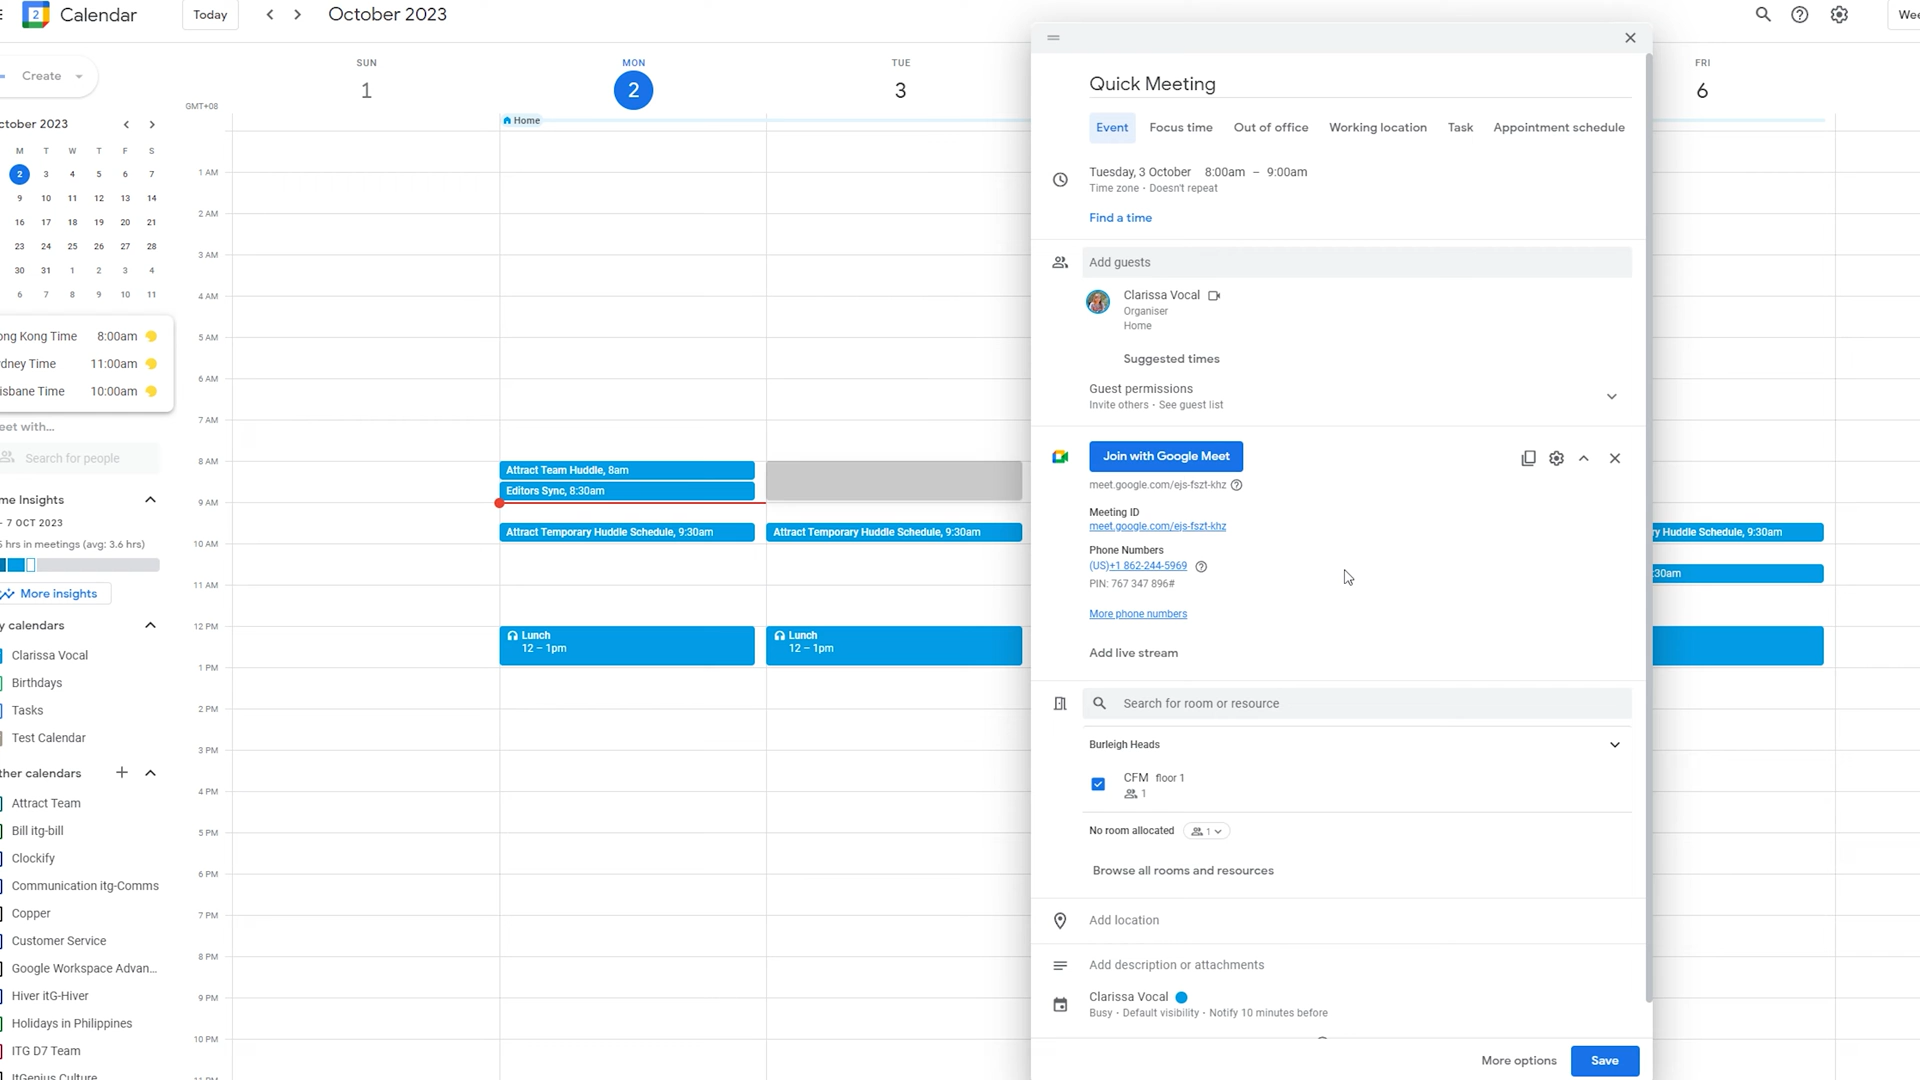 2 Calendar
Today
October 2023
Wee
Create
GMT+08
SUN
1
MON
2
TUE
3
FRI
6
Home
ctober 2023
M T W T F S
2 3 4 5 6 7
9 10 11 12 13 14
16 17 18 19 20 21
23 24 25 26 27 28
30 31 1 2 3 4
6 7 8 9 10 11
ong Kong Time 8:00am
dney Time 11:00am
isbane Time 10:00am
eet with...
Search for people
me Insights
- 7 OCT 2023
5 hrs in meetings (avg: 3.6 hrs)
More insights
y calendars
Clarissa Vocal
Birthdays
Tasks
Test Calendar
ther calendars
Attract Team
Bill itg-bill
Clockify
Communication itg-Comms
Copper
Customer Service
Google Workspace Advan...
Hiver itG-Hiver
Holidays in Philippines
ITG D7 Team
ItGenius Culture
1 AM
2 AM
3 AM
4 AM
5 AM
6 AM
7 AM
8 AM
9 AM
10 AM
11 AM
12 PM
1 PM
2 PM
3 PM
4 PM
5 PM
6 PM
7 PM
8 PM
9 PM
10 PM
Attract Team Huddle, 8am
Editors Sync, 8:30am
Attract Temporary Huddle Schedule, 9:30am
Lunch
12 – 1pm
Attract Temporary Huddle Schedule, 9:30am
Lunch
12 – 1pm
ry Huddle Schedule, 9:30am
:30am
Quick Meeting
Event Focus time Out of office Working location Task Appointment schedule
Tuesday, 3 October 8:00am – 9:00am
Time zone · Doesn't repeat
Find a time
Add guests
Clarissa Vocal
Organiser
Home
Suggested times
Guest permissions
Invite others · See guest list
Join with Google Meet
meet.google.com/ejs-fszt-khz
Meeting ID
meet.google.com/ejs-fszt-khz
Phone Numbers
(US)+1 862-244-5969
PIN: 767 347 896#
More phone numbers
Add live stream
Search for room or resource
Burleigh Heads
CFM floor 1
1
No room allocated 1
Browse all rooms and resources
Add location
Add description or attachments
Clarissa Vocal
Busy · Default visibility · Notify 10 minutes before
More options
Save